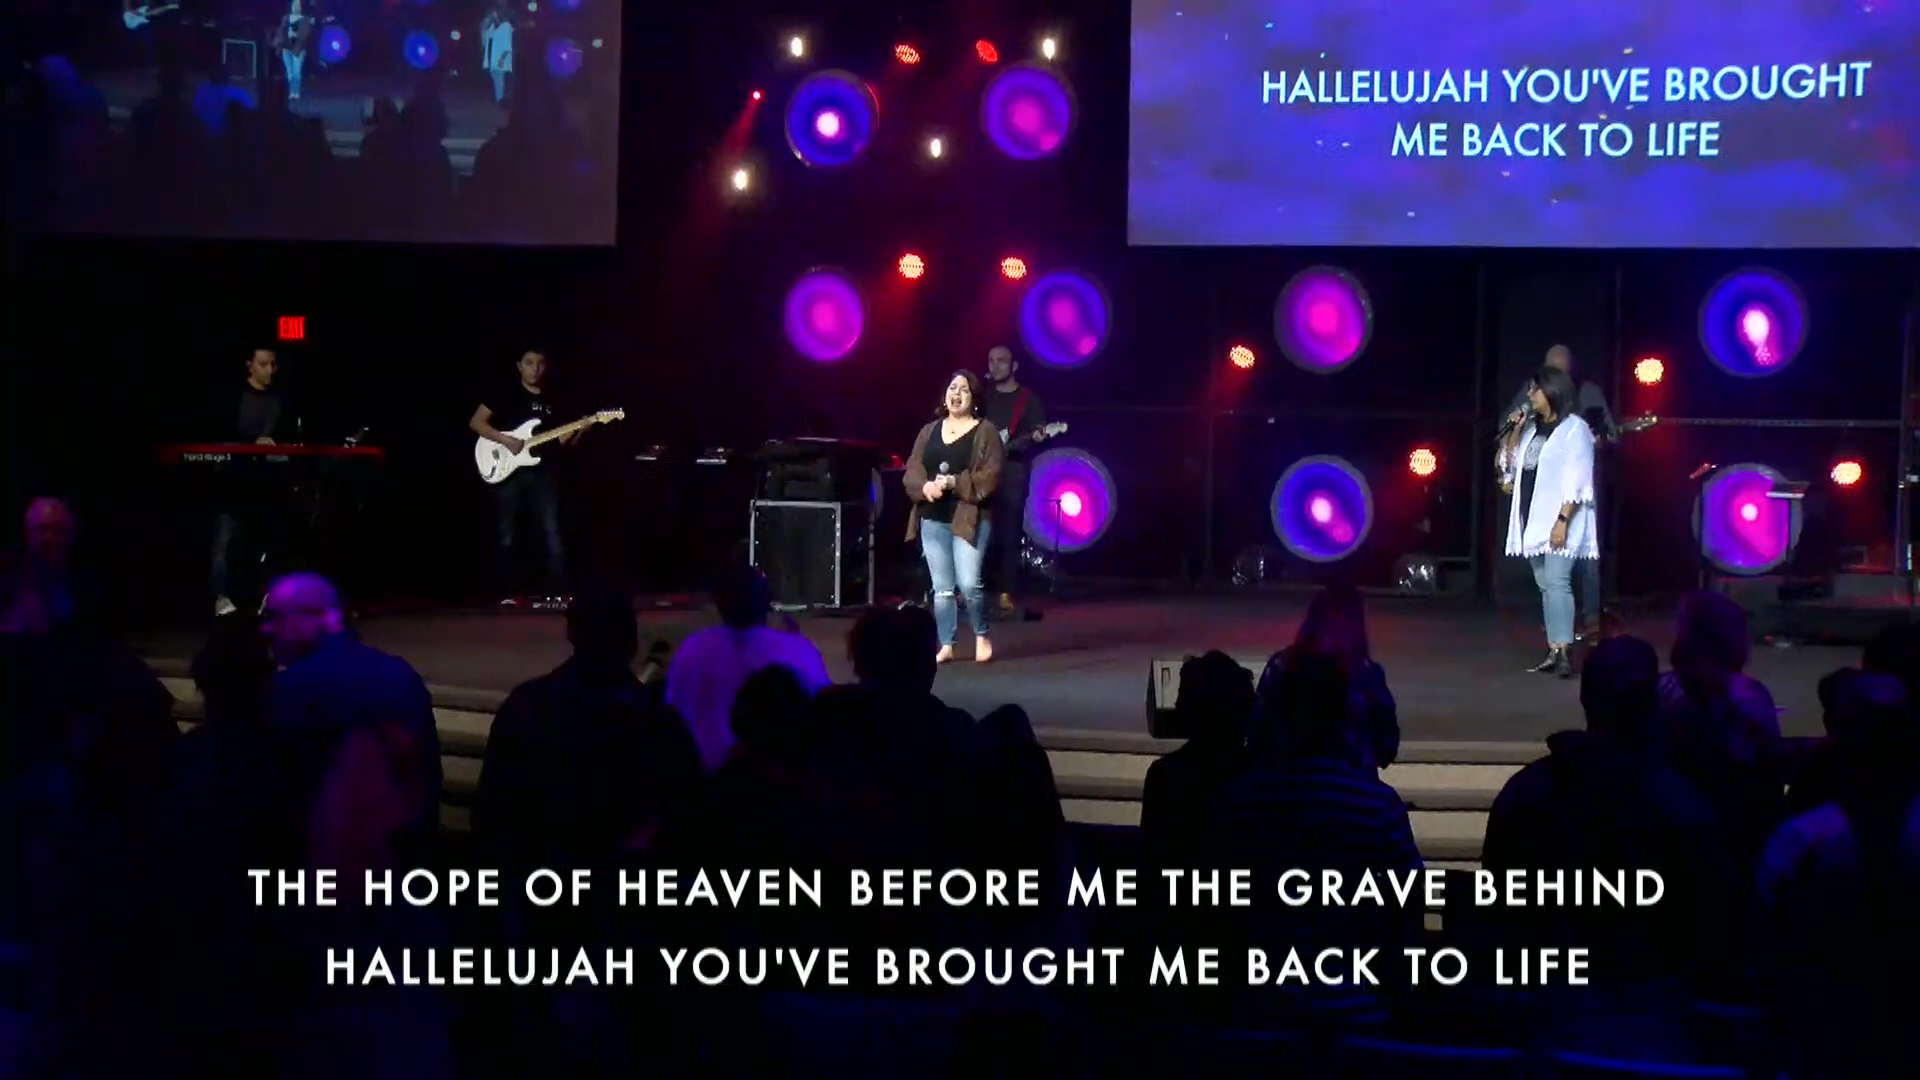 HALLELUJAH YOU'VE BROUGHT
ME BACK TO LIFE
EXIT
THE HOPE OF HEAVEN BEFORE ME THE GRAVE BEHIND
HALLELUJAH YOU'VE BROUGHT ME BACK TO LIFE